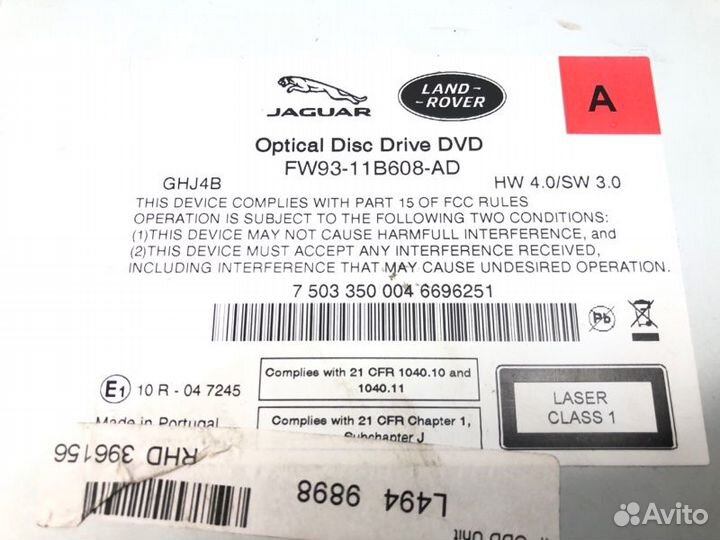 JAGUAR
LAND-
-ROVER
A
Optical Disc Drive DVD
FW93-11B608-AD
GHJ4B
HW 4.0/SW 3.0
THIS DEVICE COMPLIES WITH PART 15 OF FCC RULES
OPERATION IS SUBJECT TO THE FOLLOWING TWO CONDITIONS:
(1)THIS DEVICE MAY NOT CAUSE HARMFULL INTERFERENCE, and
(2)THIS DEVICE MUST ACCEPT ANY INTERFERENCE RECEIVED,
INCLUDING INTERFERENCE THAT MAY CAUSE UNDESIRED OPERATION.
7 503 350 004 6696251
Pb
E1 10 R - 04 7245
Complies with 21 CFR 1040.10 and
1040.11
LASER
CLASS 1
Made in Portugal
Complies with 21 CFR Chapter 1,
Subchapter J
RHD 396156
L494 9898
ODD Unit
Avito